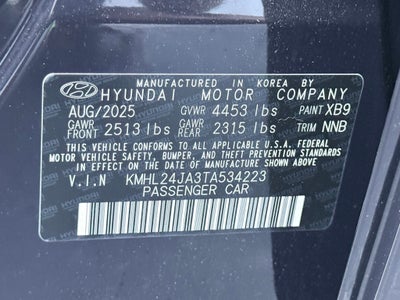 MANUFACTURED IN KOREA BY
HYUNDAI MOTOR COMPANY
AUG/2025 GVWR 4453 lbs PAINT XB9
GAWR FRONT 2513 lbs GAWR REAR 2315 lbs TRIM NNB
THIS VEHICLE CONFORMS TO ALL APPLICABLE U.S.A FEDERAL
MOTOR VEHICLE SAFETY, BUMPER, AND THEFT PREVENTION
STANDARDS IN EFFECT ON THE DATE OF MANUFACTURE SHOWN ABOVE.
V.I.N KMHL24JA3TA534223
PASSENGER CAR